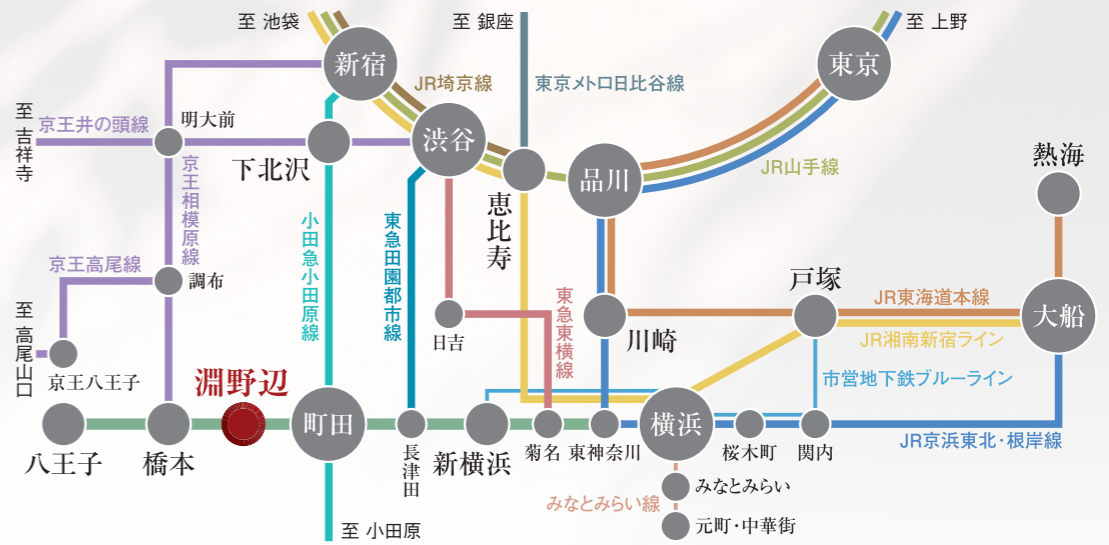 至 池袋
至 銀座
至 上野
新宿
東京
JR埼京線
東京メトロ日比谷線
至 吉祥寺
京王井の頭線
明大前
下北沢
渋谷
恵比寿
品川
JR山手線
熱海
京王相模原線
小田急小田原線
東急田園都市線
京王高尾線
調布
戸塚
至 高尾山口
京王八王子
日吉
東急東横線
川崎
JR東海道本線
大船
JR湘南新宿ライン
市営地下鉄ブルーライン
淵野辺
八王子
橋本
町田
長津田
新横浜
菊名
東神奈川
横浜
桜木町
関内
JR京浜東北・根岸線
みなとみらい
みなとみらい線
元町・中華街
至 小田原